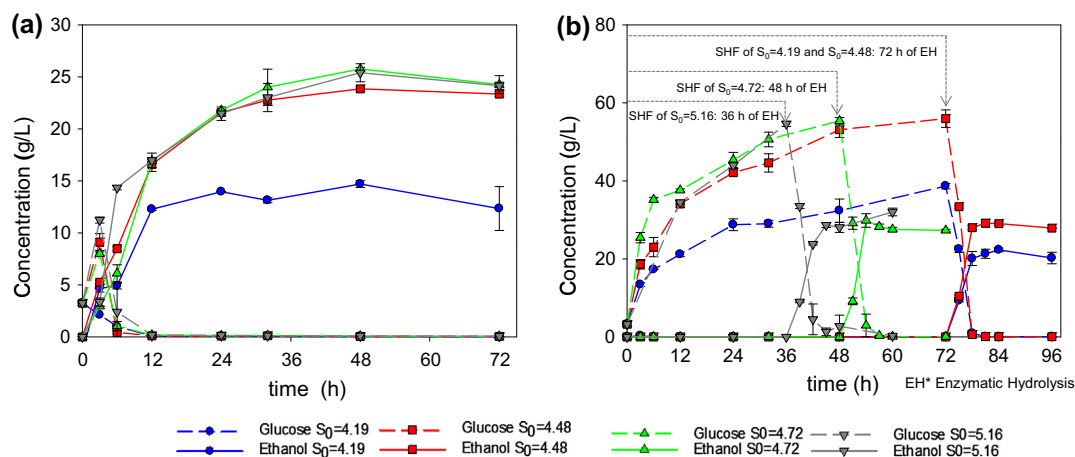 (a)
30
25
20
15
10
5
0
Concentration (g/L)
0 12 24 36 48 60 72
time (h)
(b)
80
60
40
20
0
Concentration (g/L)
SHF of S0=4.19 and S0=4.48: 72 h of EH
SHF of S0=4.72: 48 h of EH
SHF of S0=5.16: 36 h of EH
0 12 24 36 48 60 72 84 96
time (h)
EH* Enzymatic Hydrolysis
Glucose S0=4.19
Ethanol S0=4.19
Glucose S0=4.48
Ethanol S0=4.48
Glucose S0=4.72
Ethanol S0=4.72
Glucose S0=5.16
Ethanol S0=5.16